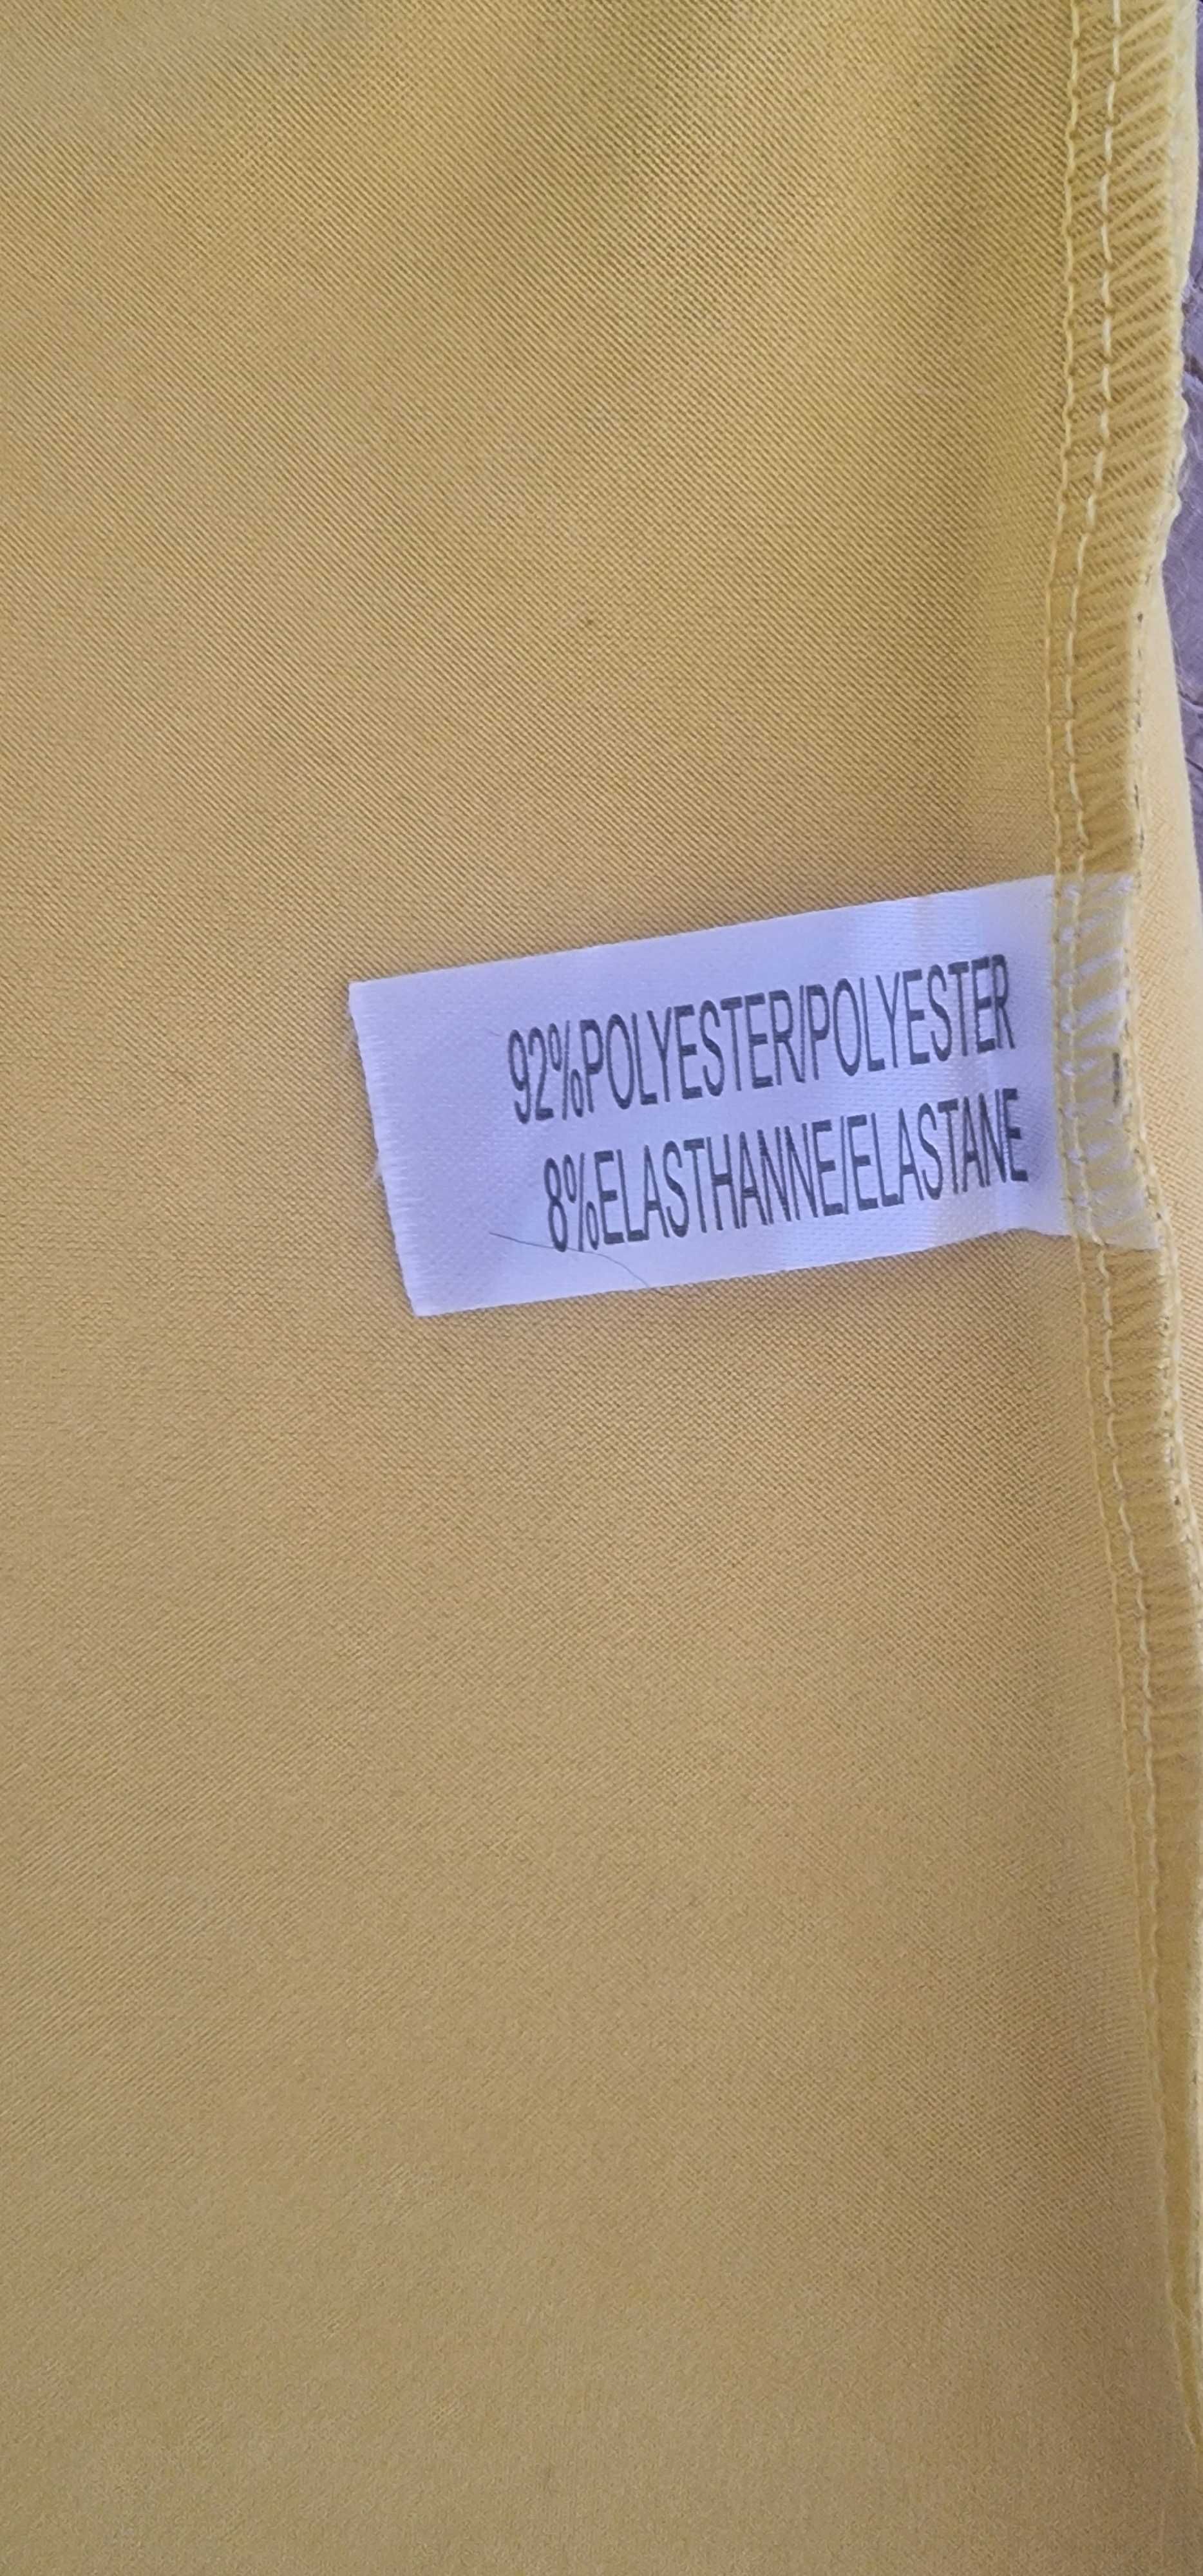 92%POLYESTER/POLYESTER
8%ELASTHANNE/ELASTANE